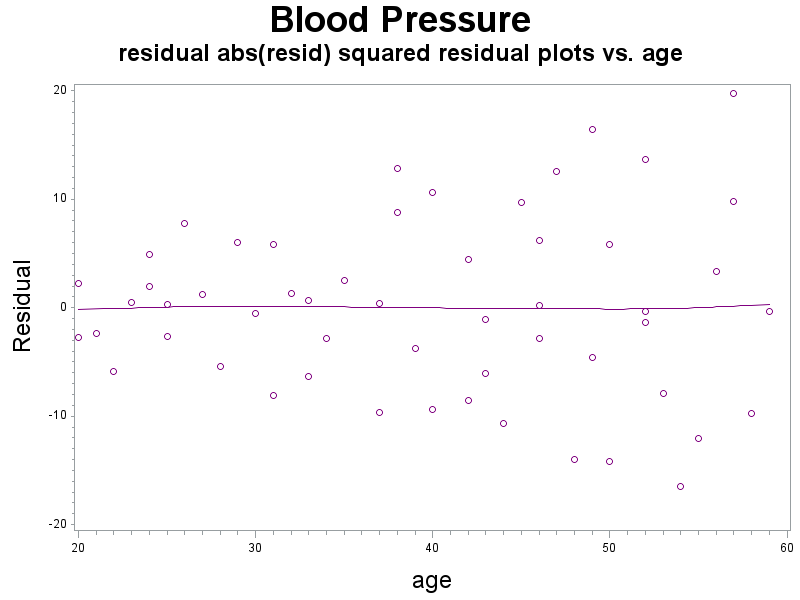 Blood Pressure
residual abs(resid) squared residual plots vs. age
20
10
0
-10
-20
Residual
20 30 40 50 60
age